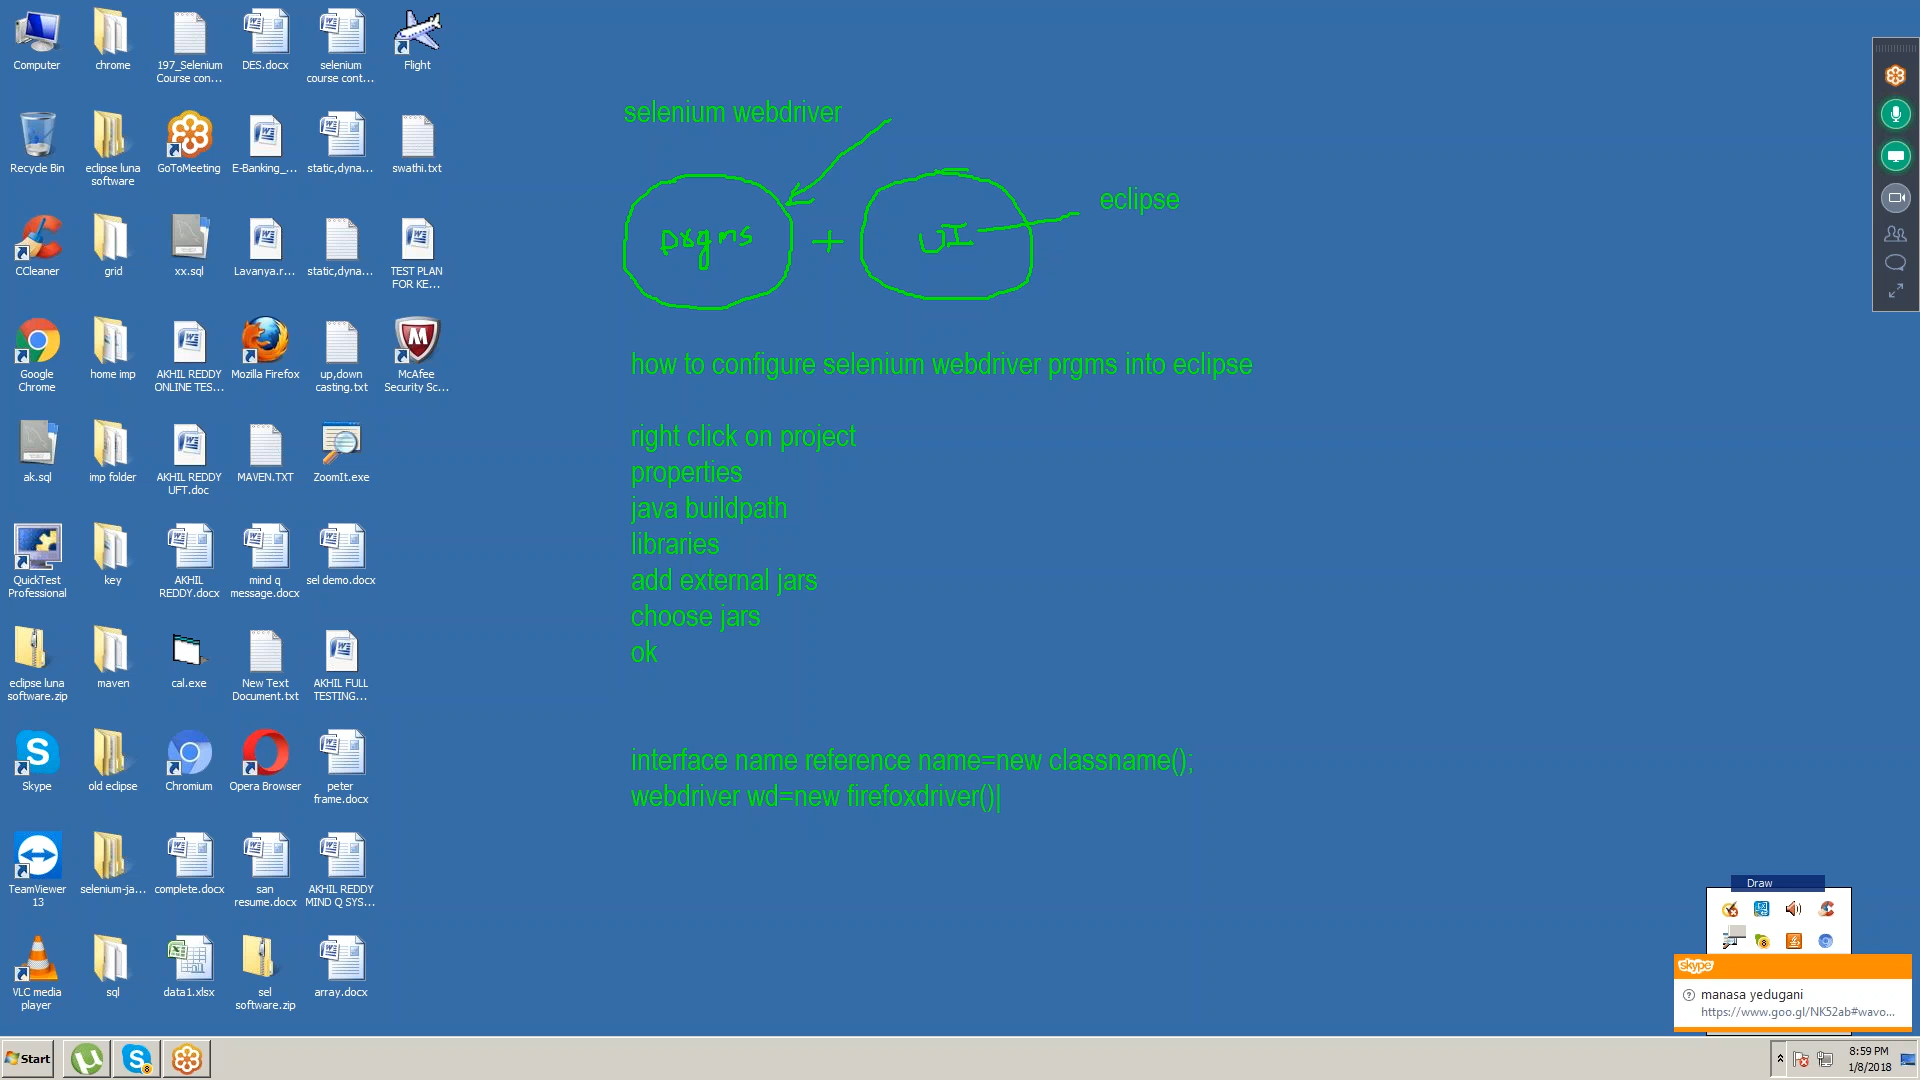 Computer
chrome
197_Selenium
Course con...
DES.docx
selenium
course cont...
Flight
Recycle Bin
eclipse luna
software
GoToMeeting
E-Banking_...
static,dyna...
swathi.txt
CCleaner
grid
xx.sql
Lavanya.r...
static,dyna...
TEST PLAN
FOR KE...
Google
Chrome
home imp
AKHIL REDDY
ONLINE TES...
Mozilla Firefox
up,down
casting.txt
McAfee
Security Sc...
ak.sql
imp folder
AKHIL REDDY
UFT.doc
MAVEN.TXT
ZoomIt.exe
QuickTest
Professional
key
AKHIL
REDDY.docx
mind q
message.docx
sel demo.docx
eclipse luna
software.zip
maven
cal.exe
New Text
Document.txt
AKHIL FULL
TESTING...
Skype
old eclipse
Chromium
Opera Browser
peter
frame.docx
TeamViewer
13
selenium-ja...
complete.docx
san
resume.docx
AKHIL REDDY
MIND Q SYS...
VLC media
player
sql
data1.xlsx
sel
software.zip
array.docx
selenium webdriver
prgms + UI
eclipse
how to configure selenium webdriver prgms into eclipse
right click on project
properties
java buildpath
libraries
add external jars
choose jars
ok
interface name reference name=new classname();
webdriver wd=new firefoxdriver()
Draw
skype
manasa yedugani
https://www.goo.gl/NK52ab#wavo...
Start
8:59 PM
1/8/2018